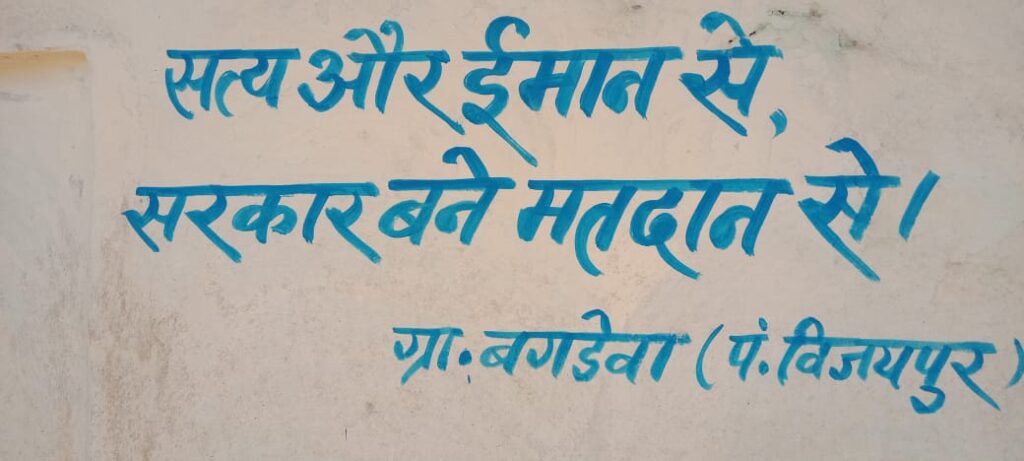 सत्य और ईमान से,
सरकार बने मतदान से।
ग्रा. बगडेवा (पं. विजयपुर)